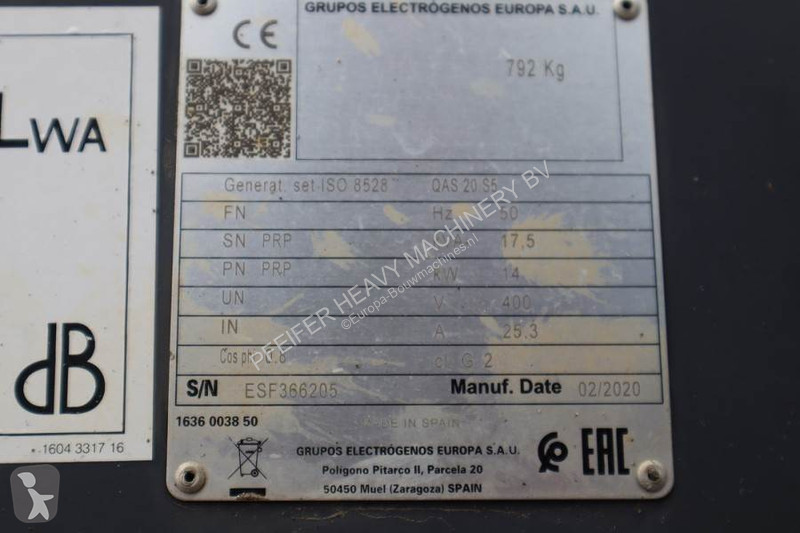 LWA
dB
1604 3317 16
GRUPOS ELECTRÓGENOS EUROPA S.A.U.
CE
792 Kg
Generat. set-ISO 8528 QAS 20 S5
FN Hz 50
SN PRP 17,5
PN PRP kW 14
UN V 400
IN A 25.3
Cos phi 0.8 cl. G 2
S/N ESF366205 Manuf. Date 02/2020
1636 0038 50
MADE IN SPAIN
GRUPOS ELECTRÓGENOS EUROPA S.A.U.
Poligono Pitarco II, Parcela 20
50450 Muel (Zaragoza) SPAIN
EAC
PFEIFER HEAVY MACHINERY BV
©Europa-Bouwmachines.nl